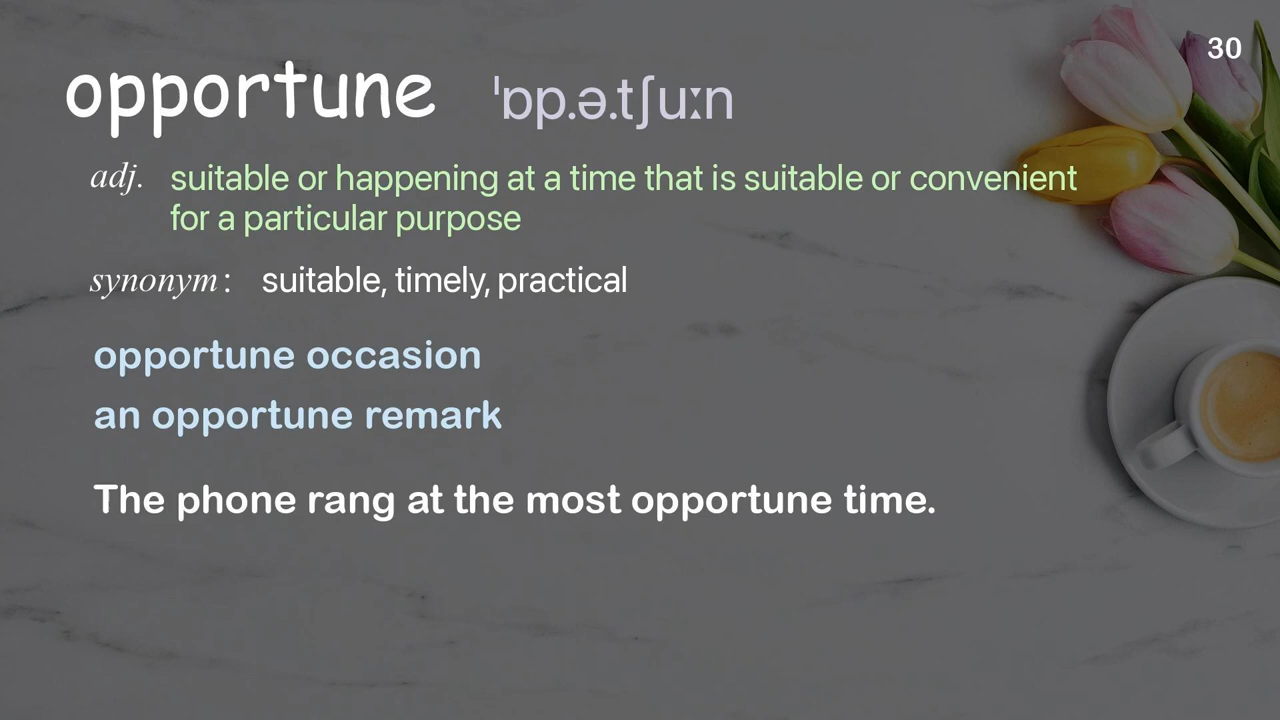 30
opportune ˈɒp.ə.tʃuːn
adj. suitable or happening at a time that is suitable or convenient
for a particular purpose
synonym: suitable, timely, practical
opportune occasion
an opportune remark
The phone rang at the most opportune time.